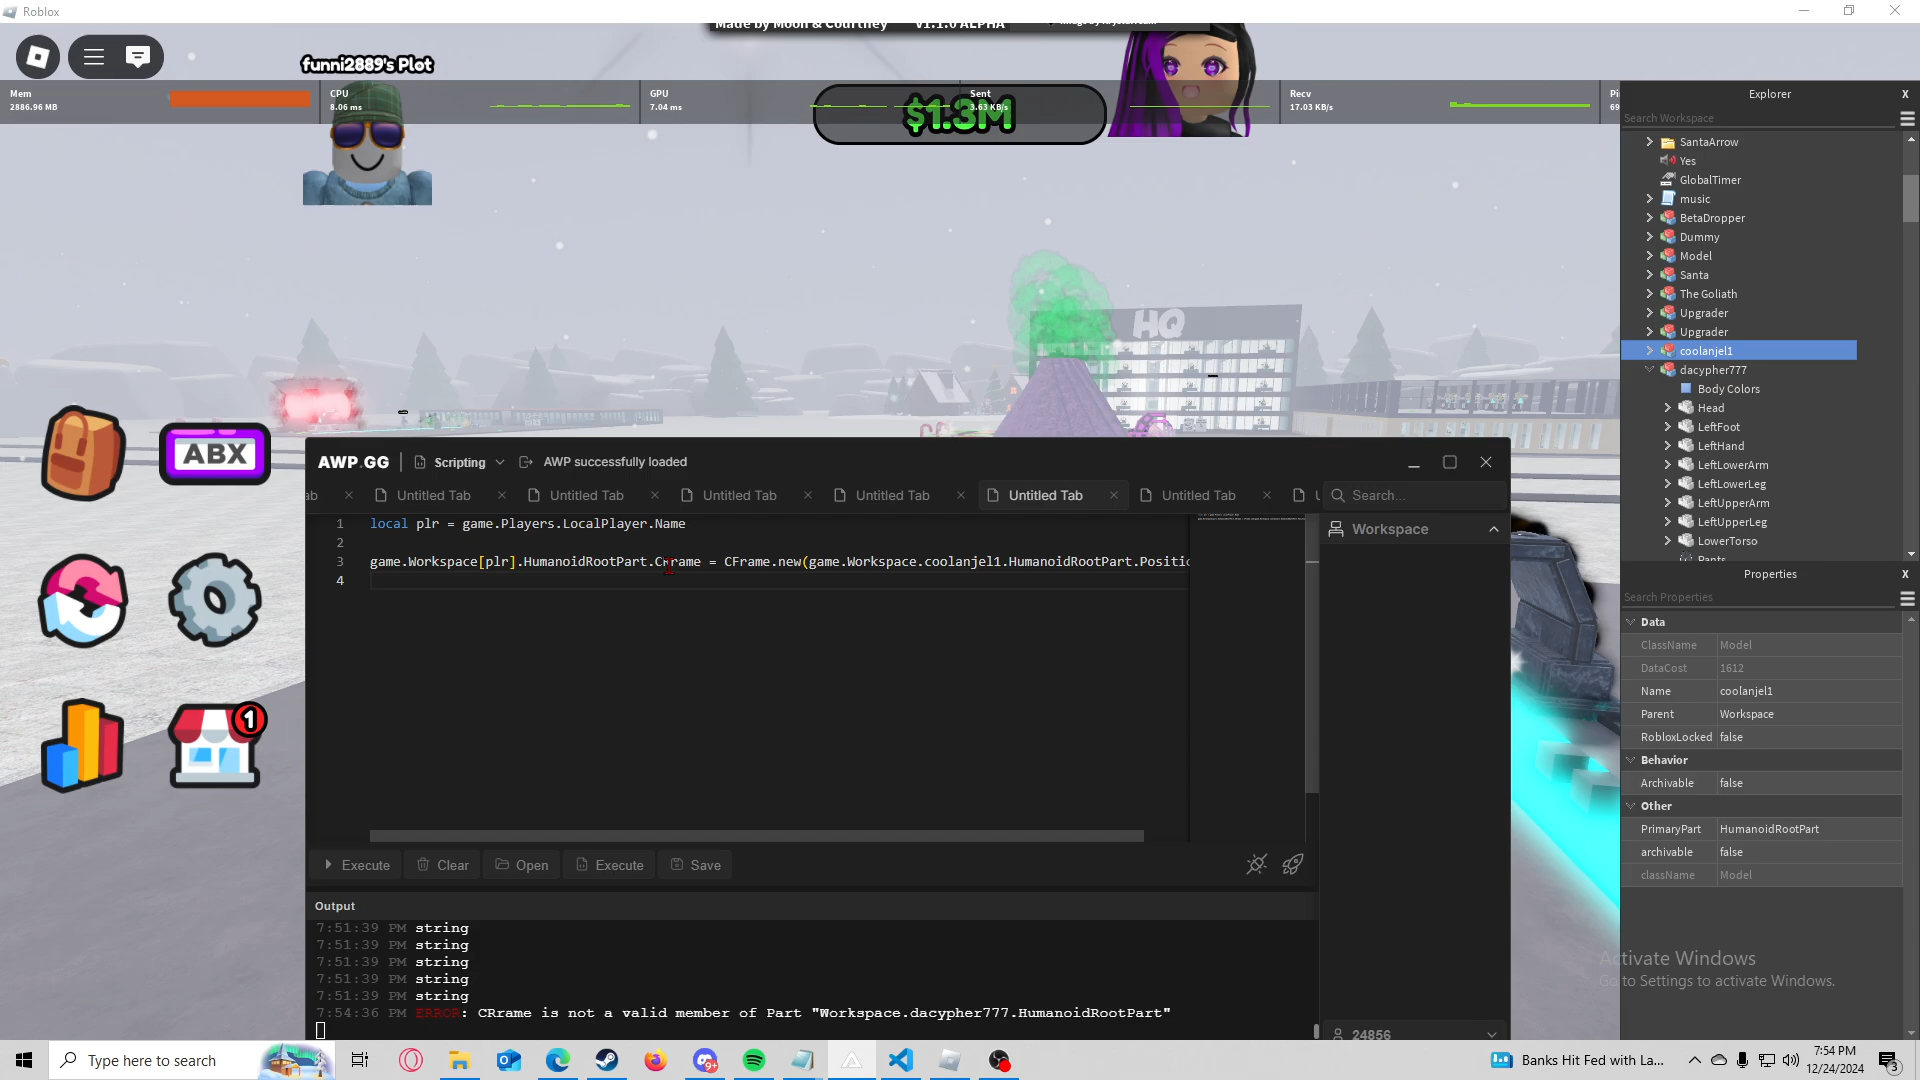 Roblox
Made by Moon & Courtney V1.1.0 ALPHA
funni2889's Plot
Mem
2886.96 MB
CPU
8.06 ms
GPU
7.04 ms
Sent
3.63 KB/s
Recv
17.03 KB/s
$1.3M
HQ
ABX
1
Explorer X
Search Workspace
SantaArrow
Yes
GlobalTimer
music
BetaDropper
Dummy
Model
Santa
The Goliath
Upgrader
Upgrader
coolanjel1
dacypher777
Body Colors
Head
LeftFoot
LeftHand
LeftLowerArm
LeftLowerLeg
LeftUpperArm
LeftUpperLeg
LowerTorso
Pants
Properties X
Search Properties
Data
ClassName Model
DataCost 1612
Name coolanjel1
Parent Workspace
RobloxLocked false
Behavior
Archivable false
Other
PrimaryPart HumanoidRootPart
archivable false
className Model
AWP.GG Scripting AWP successfully loaded
ab Untitled Tab Untitled Tab Untitled Tab Untitled Tab Untitled Tab Untitled Tab Search...
1 local plr = game.Players.LocalPlayer.Name
2
3 game.Workspace[plr].HumanoidRootPart.CRrame = CFrame.new(game.Workspace.coolanjel1.HumanoidRootPart.Positio
4
Workspace
Execute Clear Open Execute Save
Output
7:51:39 PM string
7:51:39 PM string
7:51:39 PM string
7:51:39 PM string
7:51:39 PM string
7:54:36 PM ERROR: CRrame is not a valid member of Part "Workspace.dacypher777.HumanoidRootPart"
24856
Activate Windows
Go to Settings to activate Windows.
Type here to search
9+
Banks Hit Fed with La...
7:54 PM
12/24/2024
3